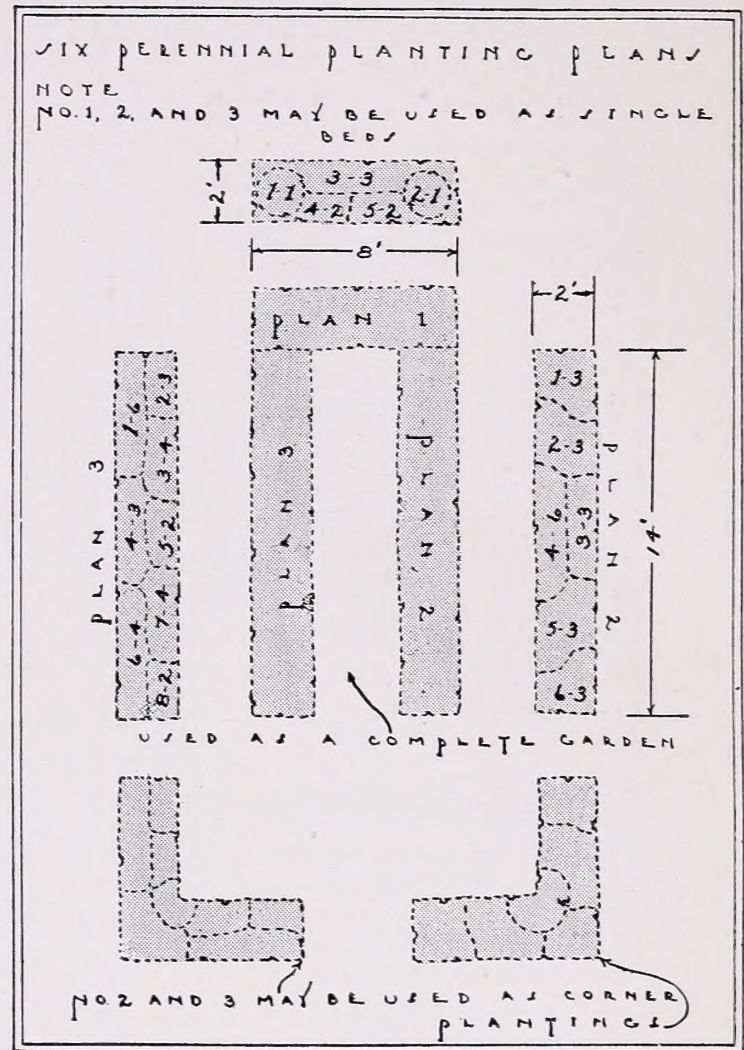 SIX PERENNIAL PLANTING PLANS
NOTE
NO. 1, 2, AND 3 MAY BE USED AS SINGLE
BEDS
2'
1-1
3-3
2-1
4-2
5-2
8'
PLAN 1
PLAN 3
PLAN 2
PLAN 3
1-6
2-3
3-4
4-3
5-2
6-4
7-4
8-2
2'
1-3
2-3
4-6
3-3
5-3
6-3
PLAN 2
14'
USED AS A COMPLETE GARDEN
NO. 2 AND 3 MAY BE USED AS CORNER
PLANTINGS